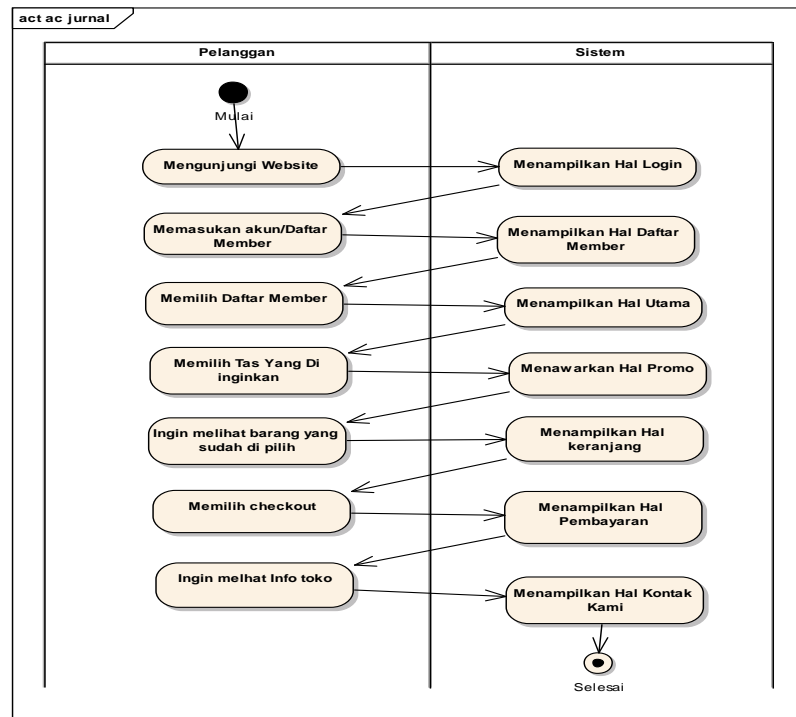 act ac jurnal
Pelanggan
Sistem
Mulai
Mengunjungi Website
Menampilkan Hal Login
Memasukan akun/Daftar
Member
Menampilkan Hal Daftar
Member
Memilih Daftar Member
Menampilkan Hal Utama
Memilih Tas Yang Di
inginkan
Menawarkan Hal Promo
Ingin melihat barang yang
sudah di pilih
Menampilkan Hal
keranjang
Memilih checkout
Menampilkan Hal
Pembayaran
Ingin melhat Info toko
Menampilkan Hal Kontak
Kami
Selesai